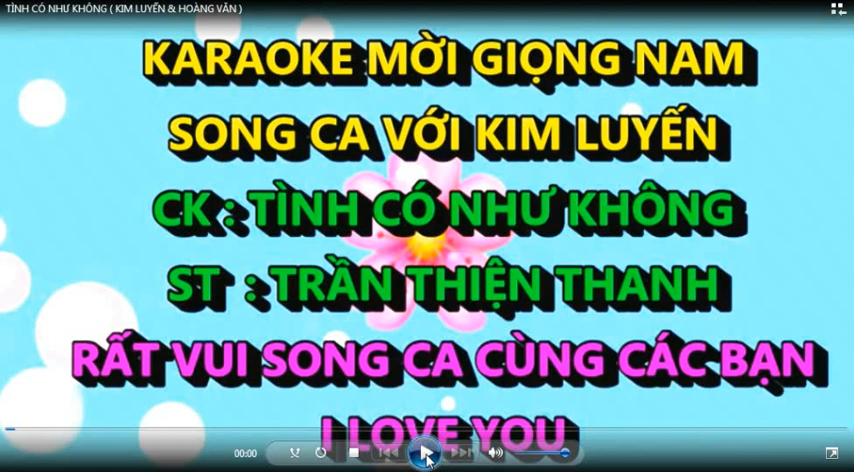 TÌNH CÓ NHƯ KHÔNG ( KIM LUYẾN & HOÀNG VĂN )
KARAOKE MỜI GIỌNG NAM
SONG CA VỚI KIM LUYẾN
CK : TÌNH CÓ NHƯ KHÔNG
ST : TRẦN THIỆN THANH
RẤT VUI SONG CA CÙNG CÁC BẠN
I LOVE YOU
00:00